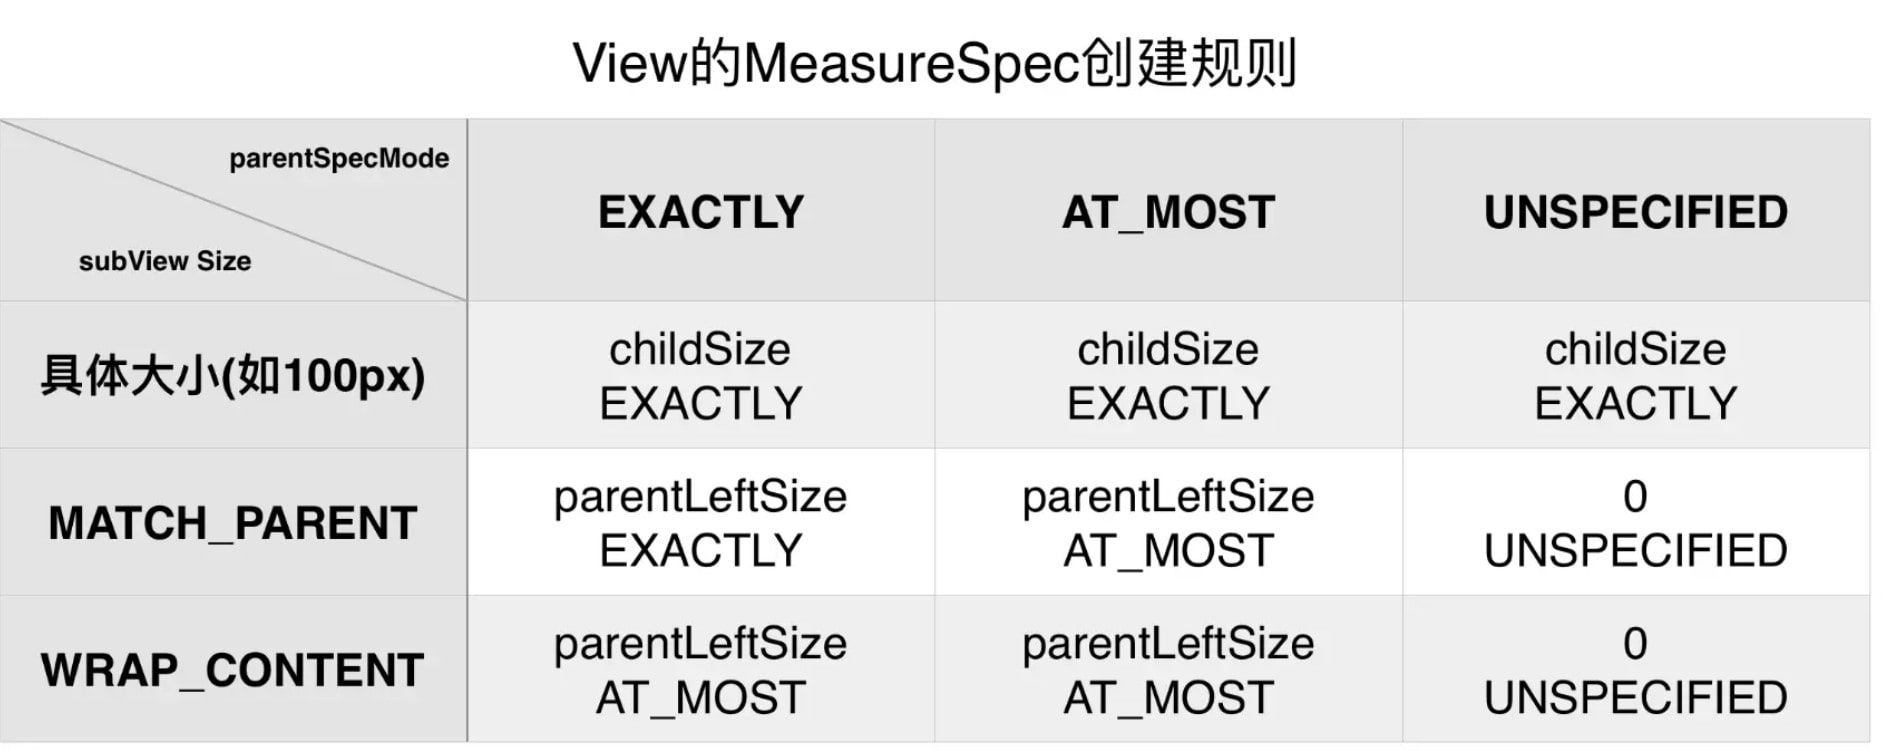 View的MeasureSpec创建规则
parentSpecMode
subView Size
EXACTLY
AT_MOST
UNSPECIFIED
具体大小(如100px)
childSize
EXACTLY
childSize
EXACTLY
childSize
EXACTLY
MATCH_PARENT
parentLeftSize
EXACTLY
parentLeftSize
AT_MOST
0
UNSPECIFIED
WRAP_CONTENT
parentLeftSize
AT_MOST
parentLeftSize
AT_MOST
0
UNSPECIFIED